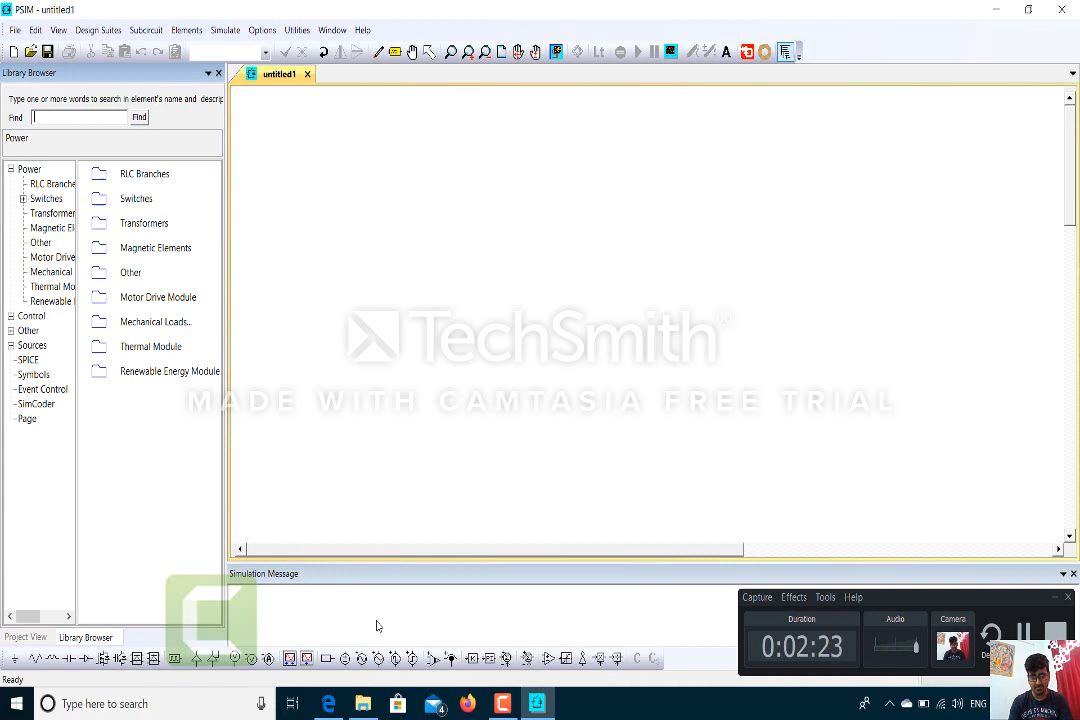 PSIM - untitled1
File Edit View Design Suites Subcircuit Elements Simulate Options Utilities Window Help
Lt A
Library Browser
untitled1
Type one or more words to search in element's name and descrip
Find Find
Power
Power
RLC Branche
Switches
Transformer
Magnetic El
Other
Motor Drive
Mechanical
Thermal Mo
Renewable I
Control
Other
Sources
SPICE
Symbols
Event Control
SimCoder
Page
RLC Branches
Switches
Transformers
Magnetic Elements
Other
Motor Drive Module
Mechanical Loads...
Thermal Module
Renewable Energy Module
TechSmith®
MADE WITH CAMTASIA FREE TRIAL
Simulation Message
Capture Effects Tools Help
Duration Audio Camera
0:02:23
Project View Library Browser
Ready
Type here to search
4
ENG